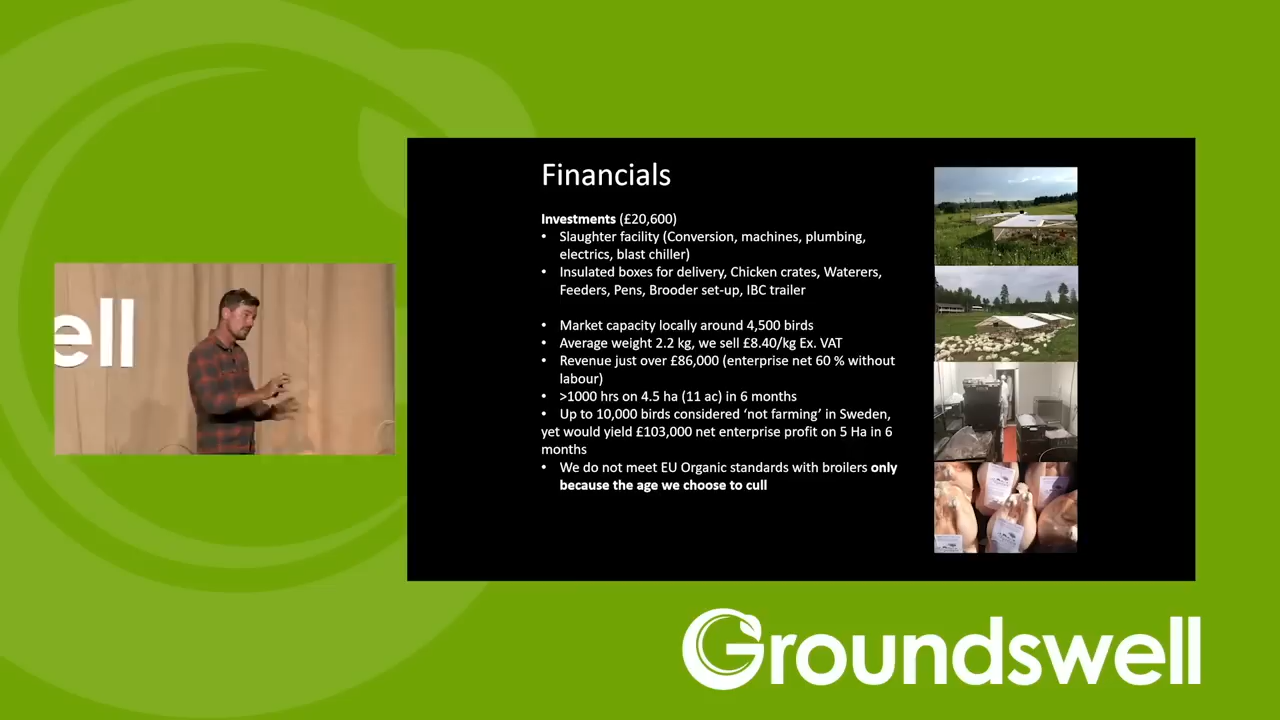 ell
Financials
Investments (£20,600)
• Slaughter facility (Conversion, machines, plumbing,
electrics, blast chiller)
• Insulated boxes for delivery, Chicken crates, Waterers,
Feeders, Pens, Brooder set-up, IBC trailer
• Market capacity locally around 4,500 birds
• Average weight 2.2 kg, we sell £8.40/kg Ex. VAT
• Revenue just over £86,000 (enterprise net 60 % without
labour)
• >1000 hrs on 4.5 ha (11 ac) in 6 months
• Up to 10,000 birds considered ‘not farming’ in Sweden,
yet would yield £103,000 net enterprise profit on 5 Ha in 6
months
• We do not meet EU Organic standards with broilers only
because the age we choose to cull
Groundswell